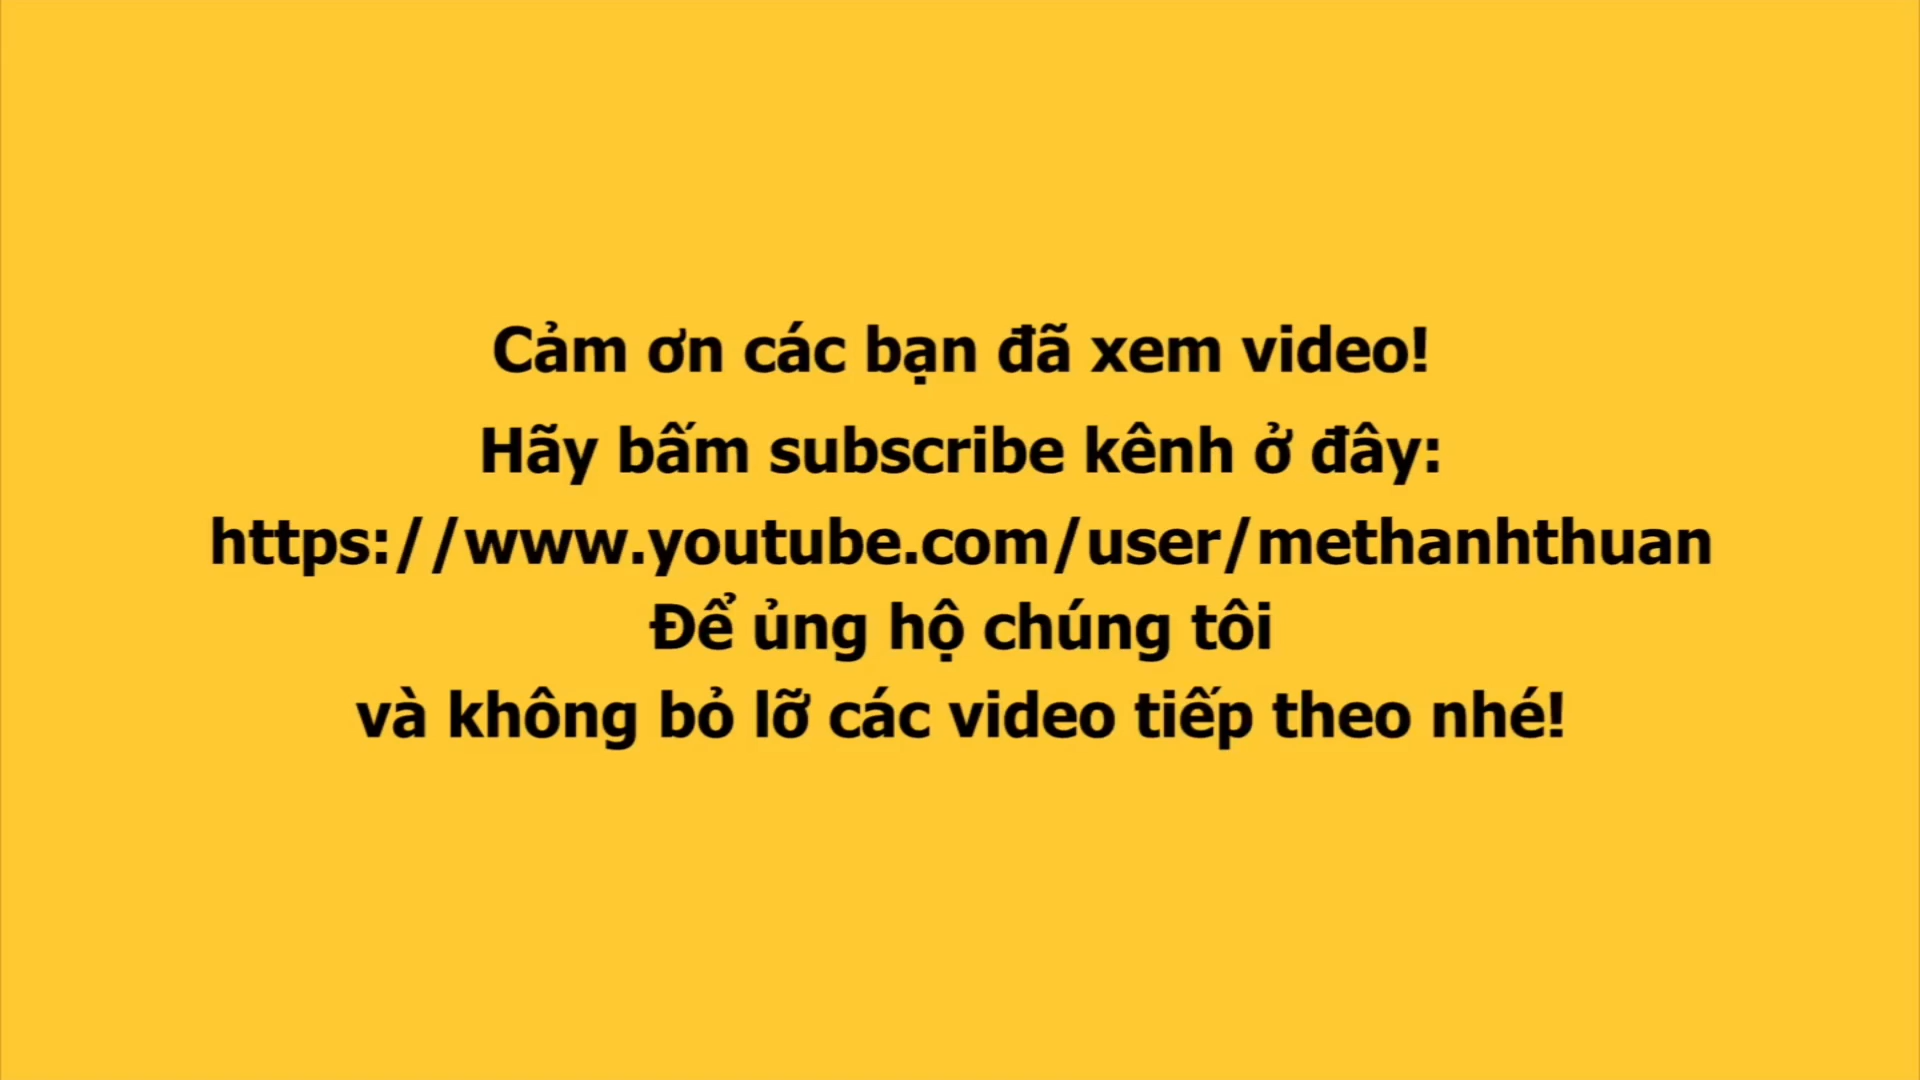 Cảm ơn các bạn đã xem video!
Hãy bấm subscribe kênh ở đây:
https://www.youtube.com/user/methanhthuan
Để ủng hộ chúng tôi
và không bỏ lỡ các video tiếp theo nhé!